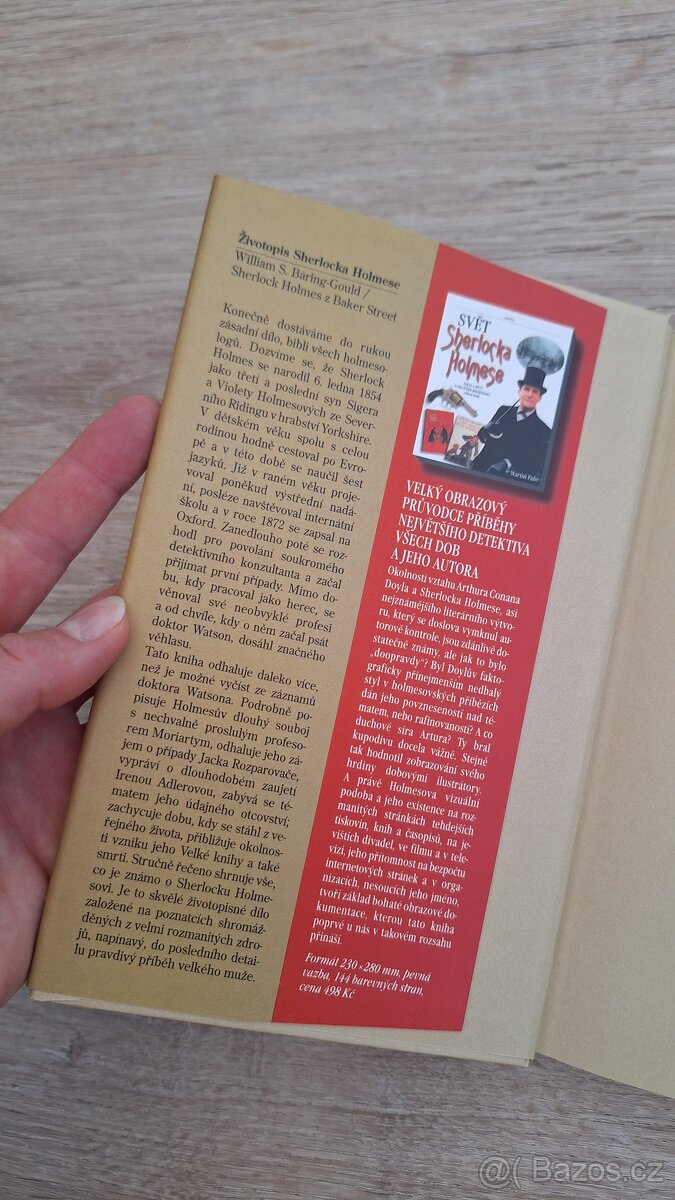 Životopis Sherlocka Holmese
William S. Baring-Gould /
Sherlock Holmes z Baker Street
Konečně dostáváme do rukou
zásadní dílo, bibli všech holmeso-
logů. Dozvíme se, že Sherlock
Holmes se narodil 6. ledna 1854
jako třetí a poslední syn Sigera
a Violety Holmesových ze Sever-
ního Ridingu v hrabství Yorkshire.
V dětském věku spolu s celou
rodinou hodně cestoval po Evro-
pě a v této době se naučil šest
jazyků. Již v raném věku proje-
voval poněkud výstřední nadá-
ní, posléze navštěvoval internátní
školu a v roce 1872 se zapsal na
Oxford. Zanedlouho poté se roz-
hodl pro povolání soukromého
detektivního konzultanta a začal
přijímat první případy. Mimo do-
bu, kdy pracoval jako herec, se
věnoval své neobvyklé profesi
a od chvíle, kdy o něm začal psát
doktor Watson, dosáhl značného
věhlasu.
Tato kniha odhaluje daleko více,
než je možné vyčíst ze záznamů
doktora Watsona. Podrobně po-
pisuje Holmesův dlouhý souboj
s nechvalně proslulým profeso-
rem Moriartym, odhaluje jeho zá-
jem o případy Jacka Rozparovače,
vypráví o dlouhodobém zaujetí
Irenou Adlerovou, zabývá se té-
matem jeho údajného otcovství;
zachycuje dobu, kdy se stáhl z ve-
řejného života, přibližuje okolnos-
ti vzniku jeho Velké knihy a také
smrti. Stručně řečeno shrnuje vše,
co je známo o Sherlocku Holme-
sovi. Je to skvělé životopisné dílo
založené na poznatcích shromáž-
děných z velmi rozmanitých zdro-
jů, napínavý, do posledního detai-
lu pravdivý příběh velkého muže.
SVĚT
Sherlocka
Holmese
Martin Fido
VELKÝ OBRAZOVÝ
PRŮVODCE PŘÍBĚHY
NEJVĚTŠÍHO DETEKTIVA
VŠECH DOB
A JEHO AUTORA
Okolnosti vztahu Arthura Conana
Doyla a Sherlocka Holmese, asi
nejznámějšího literárního výtvo-
ru, který se doslova vymknul au-
torové kontrole, jsou zdánlivě do-
statečně známy, ale jak to bylo
„doopravdy“? Byl Doylův fakto-
graficky přinejmenším nedbalý
styl v holmesovských příbězích
dán jeho povzneseností nad té-
matem, nebo rafinovaností? A co
duchové sira Artura? Ty bral
kupodivu docela vážně. Stejně
tak hodnotil zobrazování svého
hrdiny dobovými ilustrátory.
A právě Holmesova vizuální
podoba a jeho existence na roz-
manitých stránkách tehdejších
tiskovin, knih a časopisů, na je-
vištích divadel, ve filmu a v tele-
vizi, jeho přítomnost na bezpočtu
internetových stránek a v orga-
nizacích, nesoucích jeho jméno,
tvoří základ bohaté obrazové do-
kumentace, kterou tato kniha
poprvé u nás v takovém rozsahu
přináší.
Formát 230 × 280 mm, pevná
vazba, 144 barevných stran,
cena 498 Kč
@( Bazos.cz